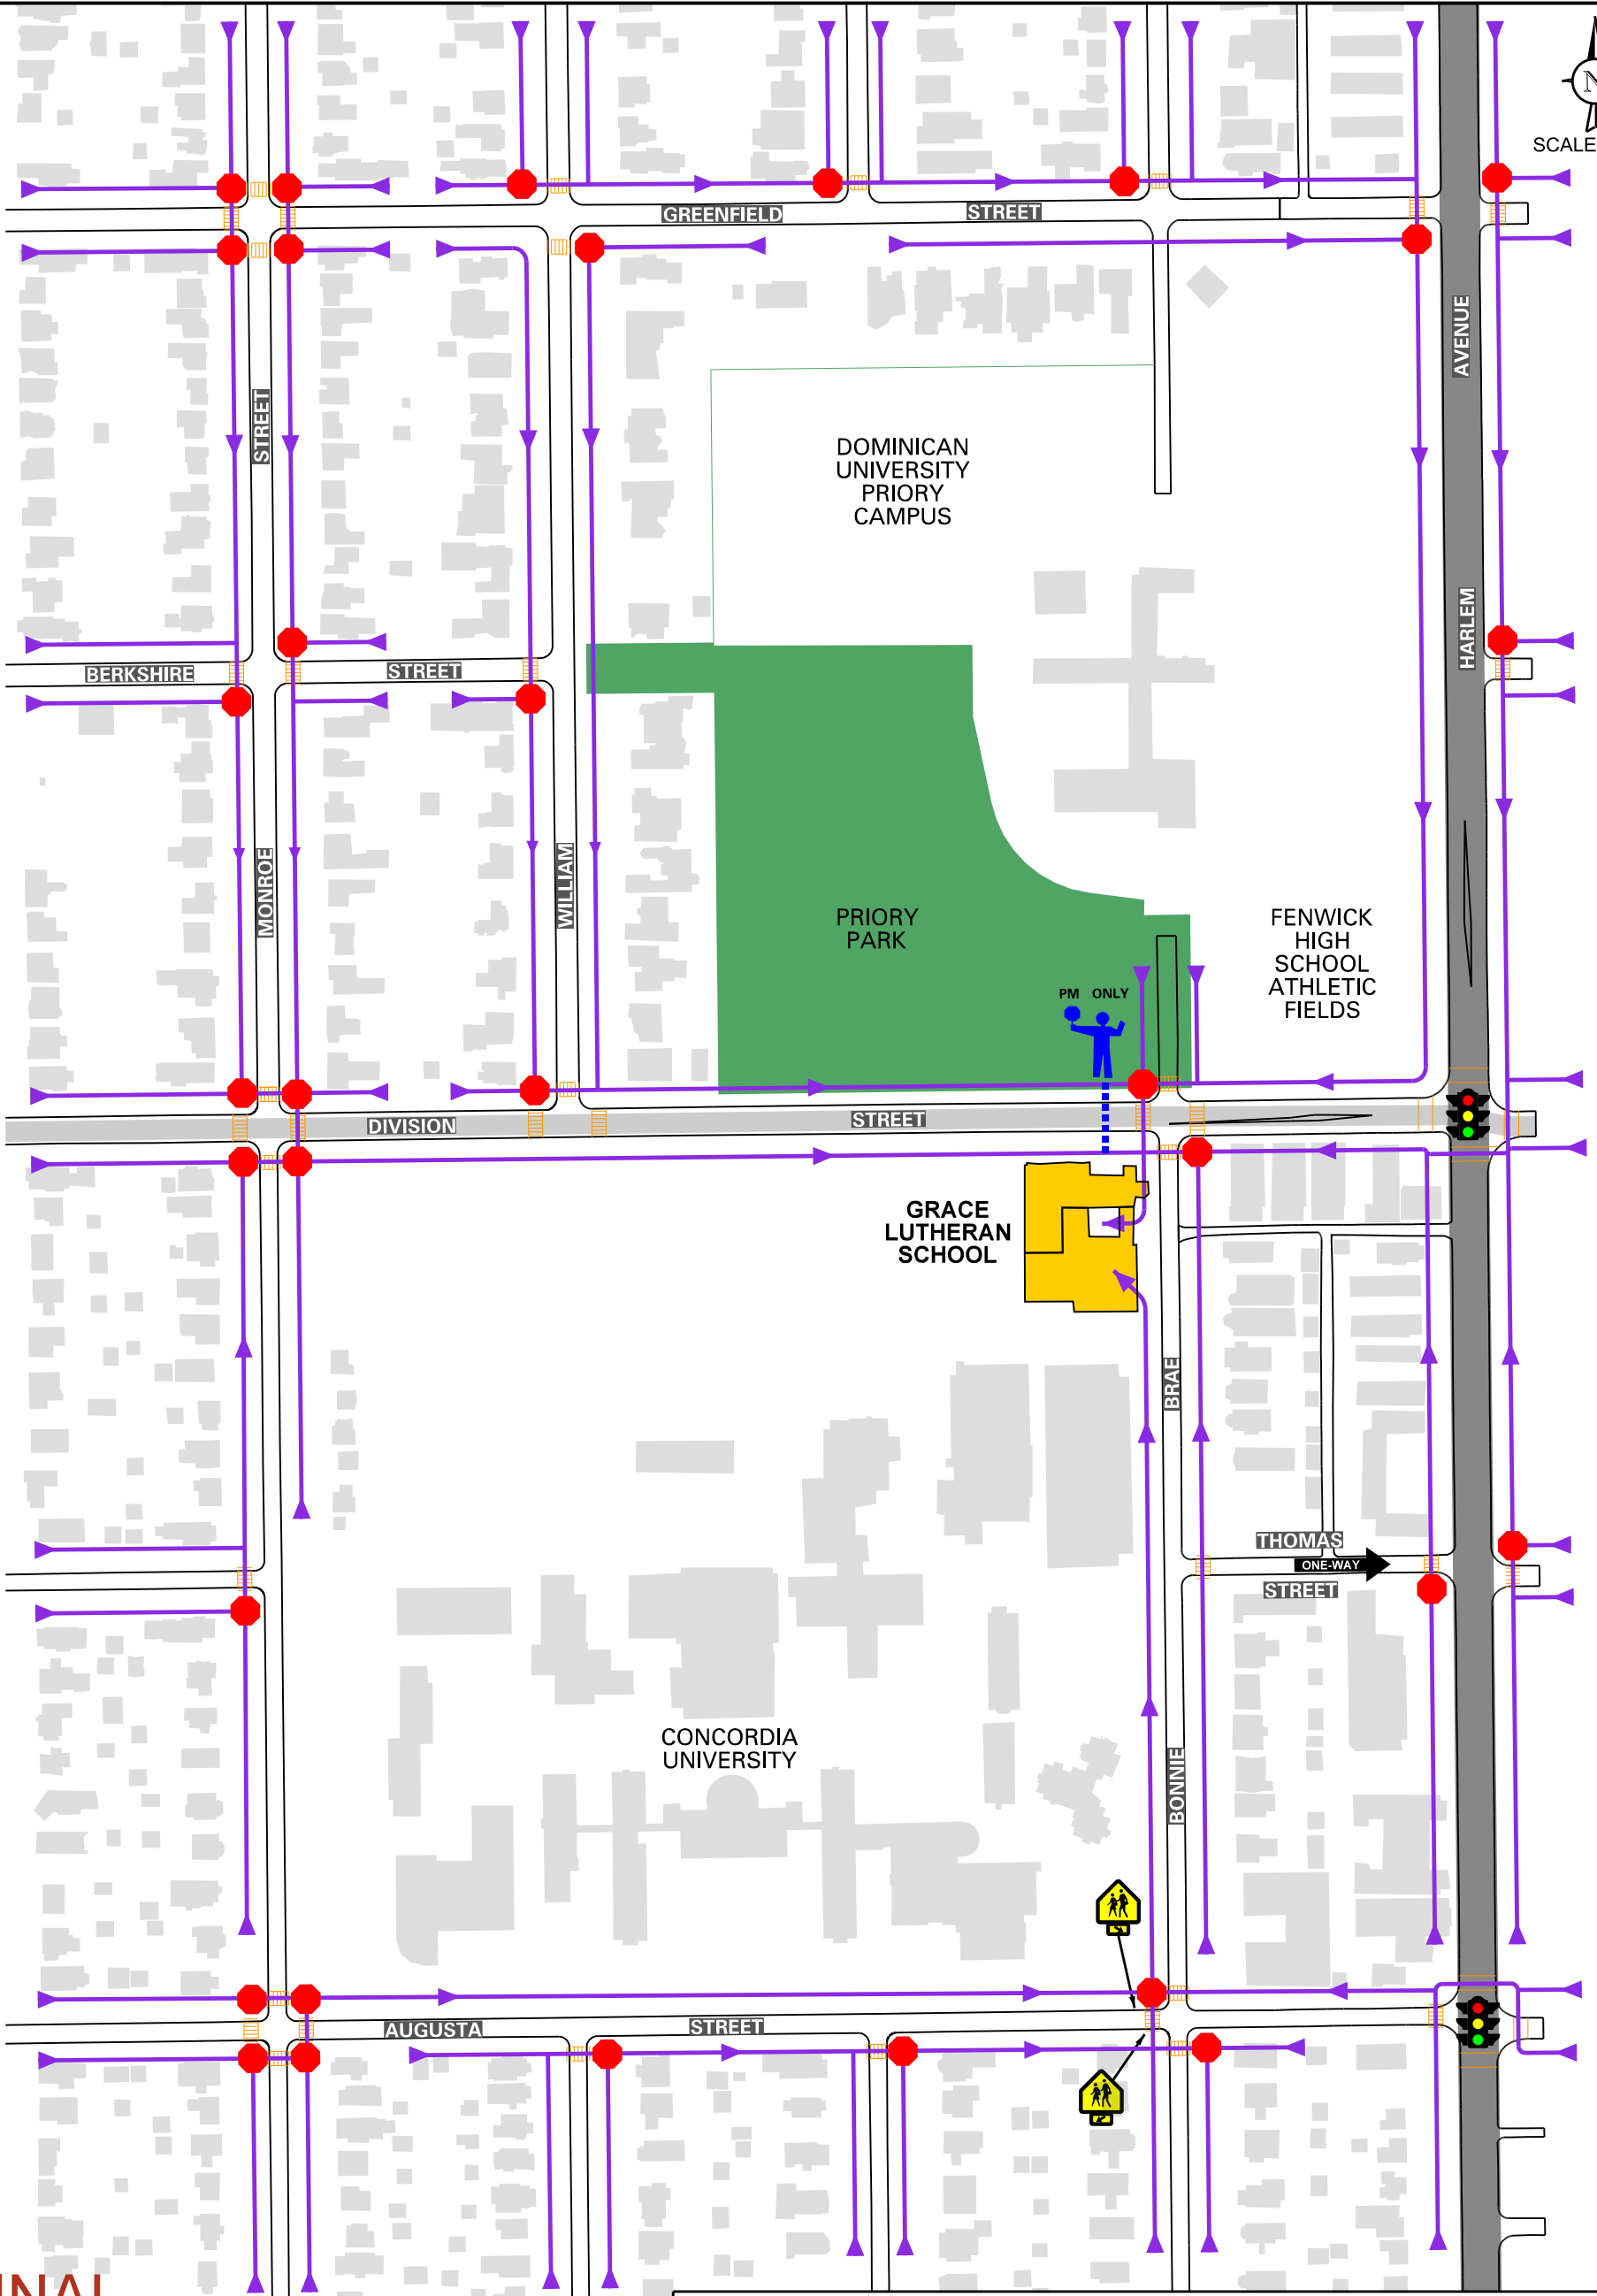 N
SCALE
GREENFIELD
STREET
AVENUE
STREET
DOMINICAN
UNIVERSITY
PRIORY
CAMPUS
HARLEM
BERKSHIRE
STREET
MONROE
WILLIAM
PRIORY
PARK
FENWICK
HIGH
SCHOOL
ATHLETIC
FIELDS
PM ONLY
DIVISION
STREET
GRACE
LUTHERAN
SCHOOL
BRAE
THOMAS
ONE-WAY
STREET
CONCORDIA
UNIVERSITY
BONNIE
AUGUSTA
STREET